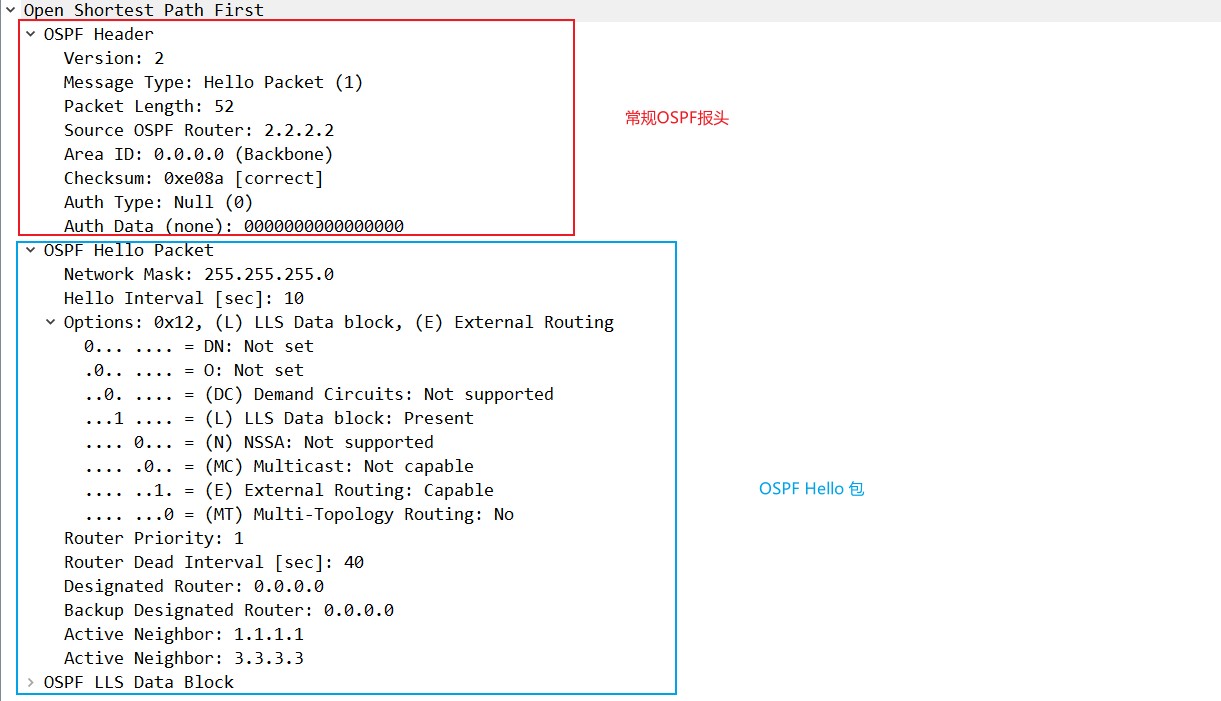 Open Shortest Path First
OSPF Header
Version: 2
Message Type: Hello Packet (1)
Packet Length: 52
Source OSPF Router: 2.2.2.2
Area ID: 0.0.0.0 (Backbone)
Checksum: 0xe08a [correct]
Auth Type: Null (0)
Auth Data (none): 0000000000000000
常规OSPF报头
OSPF Hello Packet
Network Mask: 255.255.255.0
Hello Interval [sec]: 10
Options: 0x12, (L) LLS Data block, (E) External Routing
0... .... = DN: Not set
.0.. .... = O: Not set
..0. .... = (DC) Demand Circuits: Not supported
...1 .... = (L) LLS Data block: Present
.... 0... = (N) NSSA: Not supported
.... .0.. = (MC) Multicast: Not capable
.... ..1. = (E) External Routing: Capable
.... ...0 = (MT) Multi-Topology Routing: No
Router Priority: 1
Router Dead Interval [sec]: 40
Designated Router: 0.0.0.0
Backup Designated Router: 0.0.0.0
Active Neighbor: 1.1.1.1
Active Neighbor: 3.3.3.3
OSPF LLS Data Block
OSPF Hello 包